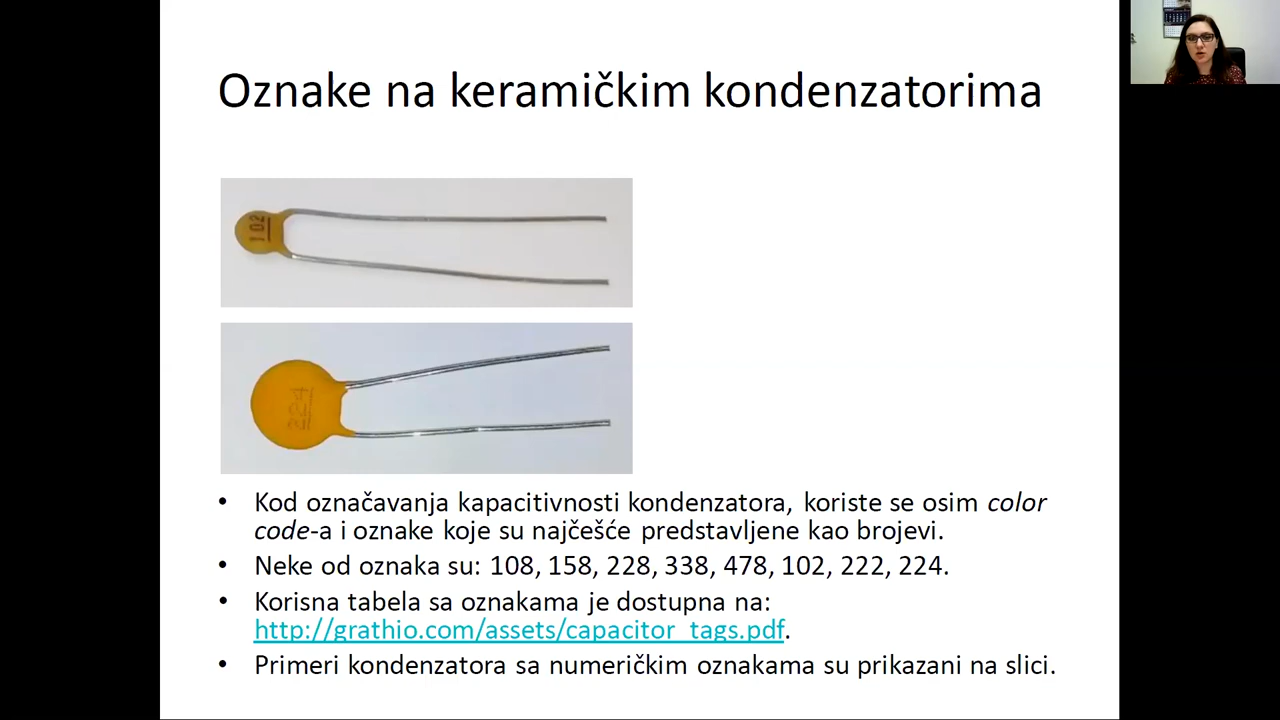 Oznake na keramičkim kondenzatorima
102
224
• Kod označavanja kapacitivnosti kondenzatora, koriste se osim color
code-a i oznake koje su najčešće predstavljene kao brojevi.
• Neke od oznaka su: 108, 158, 228, 338, 478, 102, 222, 224.
• Korisna tabela sa oznakama je dostupna na:
http://grathio.com/assets/capacitor_tags.pdf.
• Primeri kondenzatora sa numeričkim oznakama su prikazani na slici.